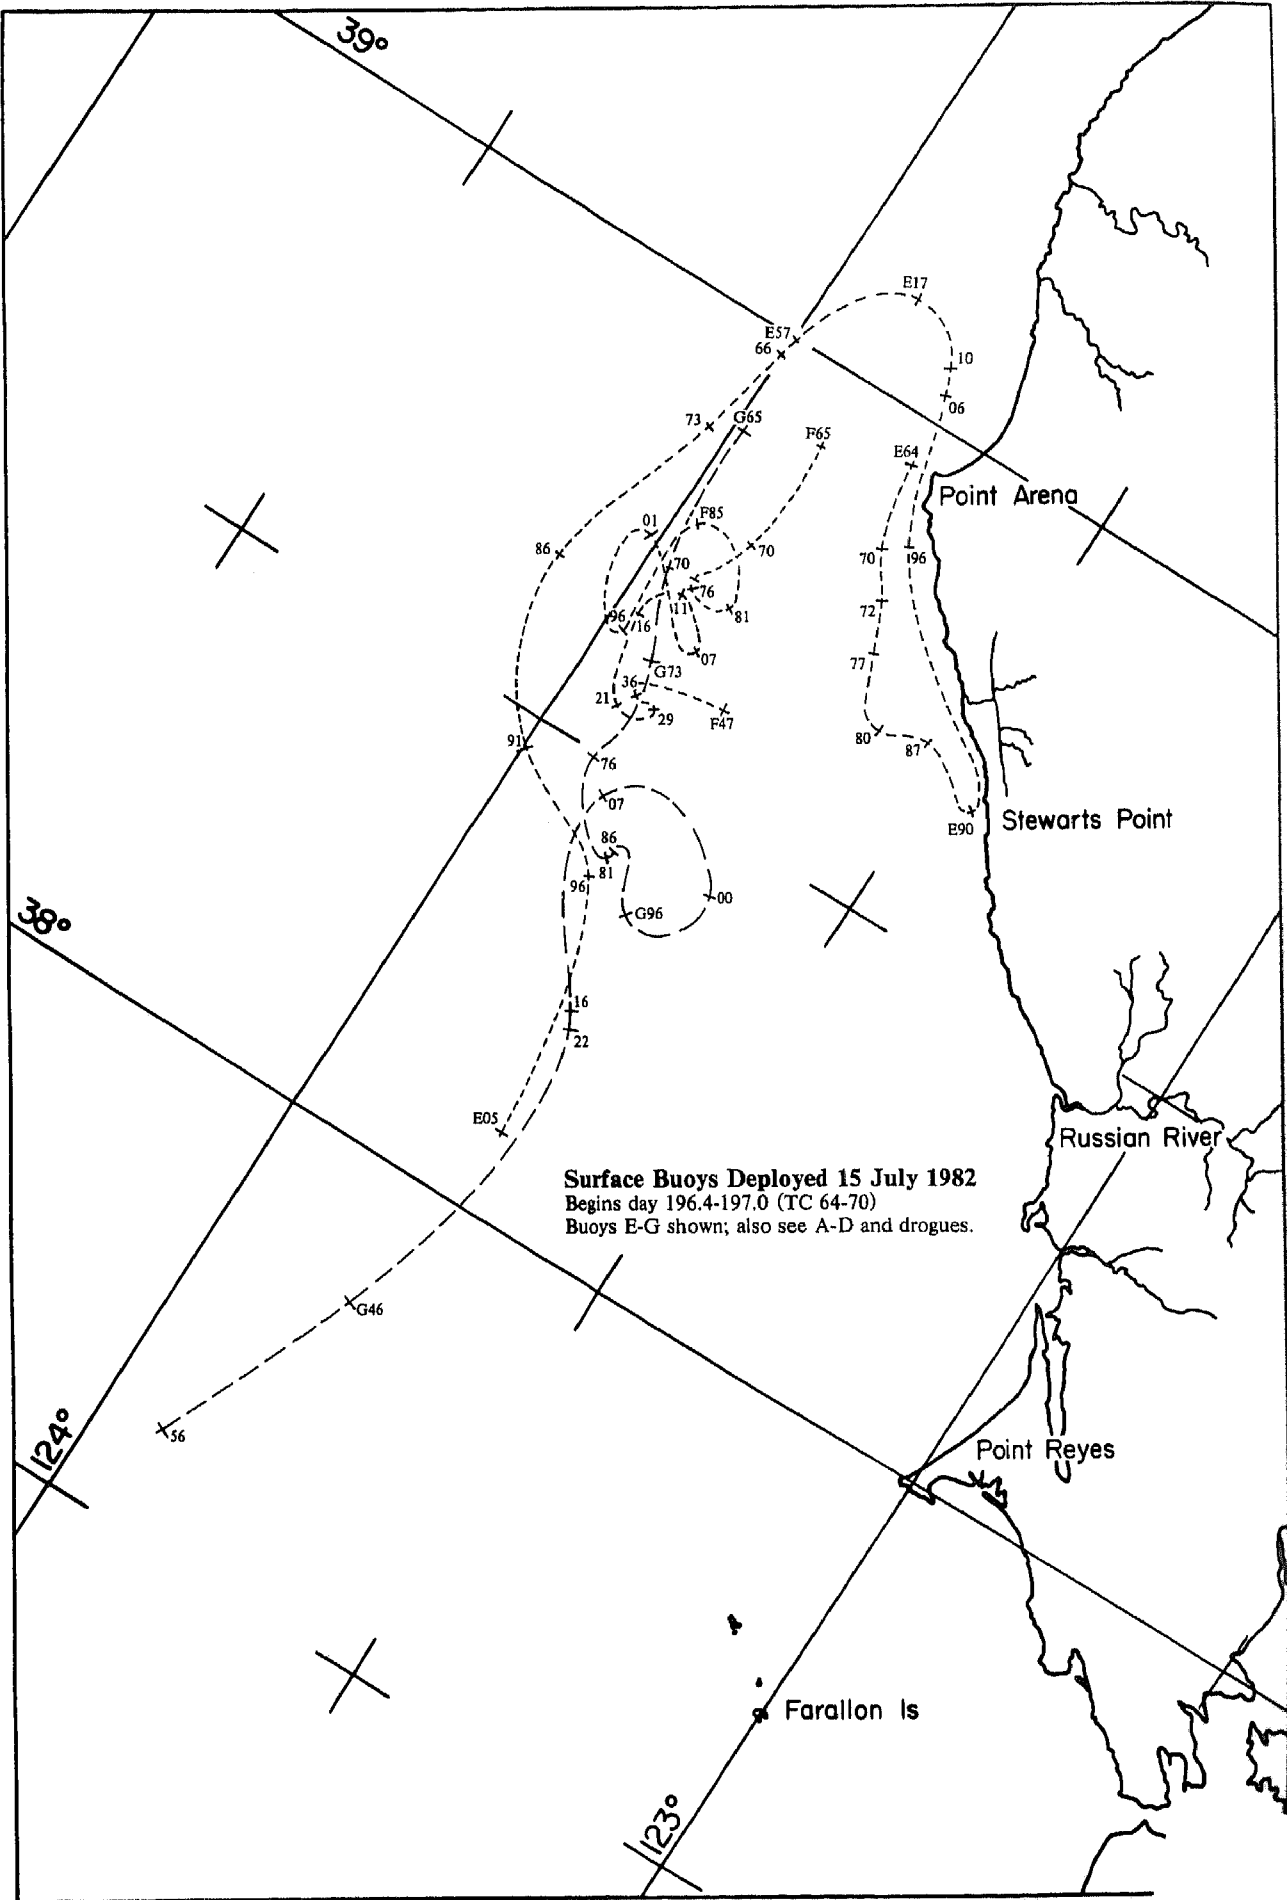 39°
E17
E57
66
10
06
73
G65
F65
E64
Point Arena
01
F85
86
70
70
70
96
76
11
81
96
16
72
07
77
G73
36
21
29
F47
80
87
91
76
07
E90
Stewarts Point
86
81
96
00
G96
38°
16
22
E05
Russian River
Surface Buoys Deployed 15 July 1982
Begins day 196.4-197.0 (TC 64-70)
Buoys E-G shown; also see A-D and drogues.
G46
56
124°
Point Reyes
Farallon Is
123°